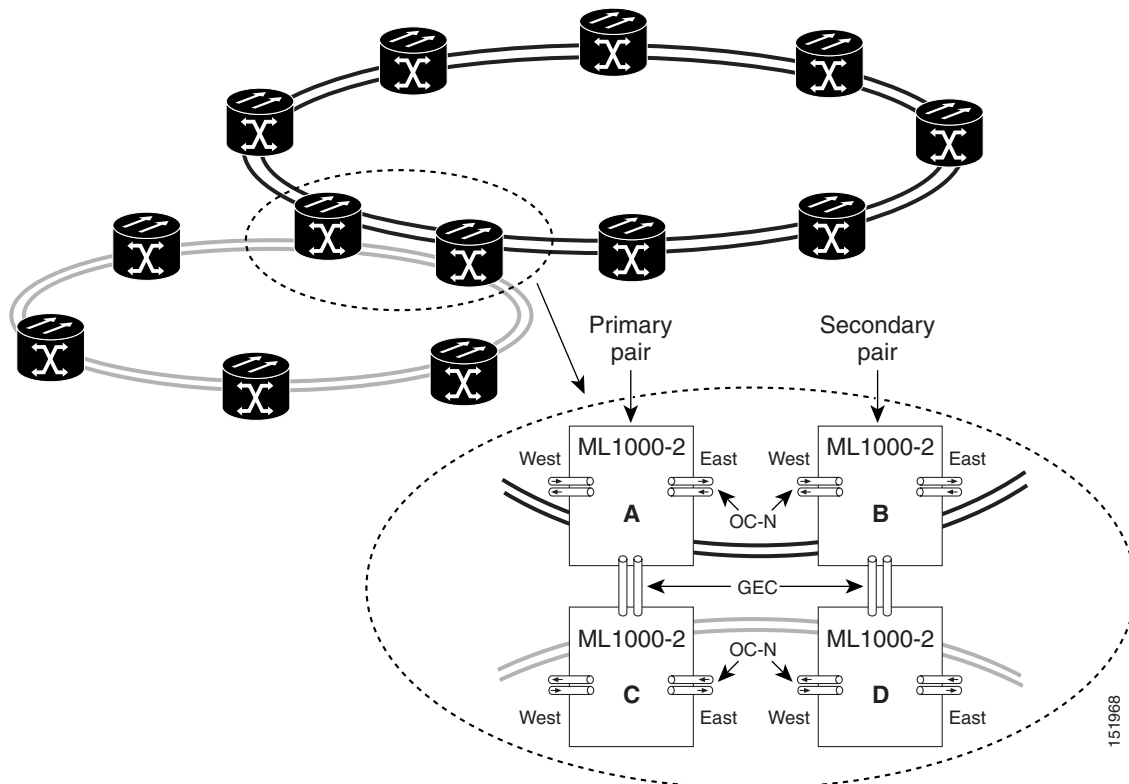 Primary
pair
Secondary
pair
ML1000-2
ML1000-2
West
East
West
East
A
OC-N
B
GEC
ML1000-2
ML1000-2
OC-N
C
D
West
East
West
East
151968